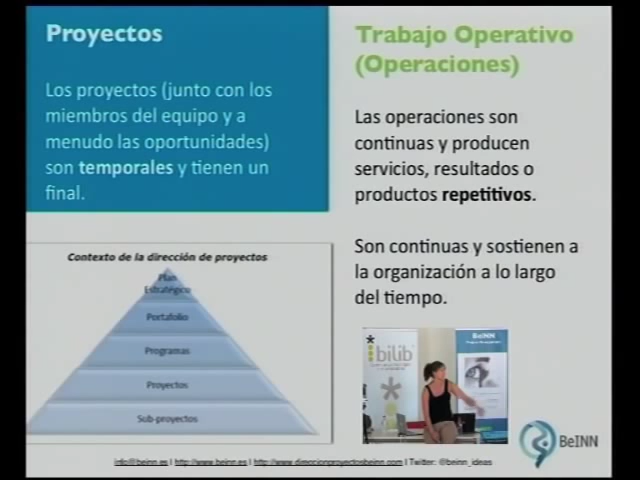 Proyectos
Los proyectos (junto con los
miembros del equipo y a
menudo las oportunidades)
son temporales y tienen un
final.
Trabajo Operativo
(Operaciones)
Las operaciones son
continuas y producen
servicios, resultados o
productos repetitivos.
Son continuas y sostienen a
la organización a lo largo
del tiempo.
Contexto de la dirección de proyectos
Plan
Estratégico
Portafolio
Programas
Proyectos
Sub-proyectos
bilib
BeINN
BeINN
info@beinn.es I http://www.beinn.es I http://www.direccionproyectosbeinn.com I Twitter: @beinn_ideas